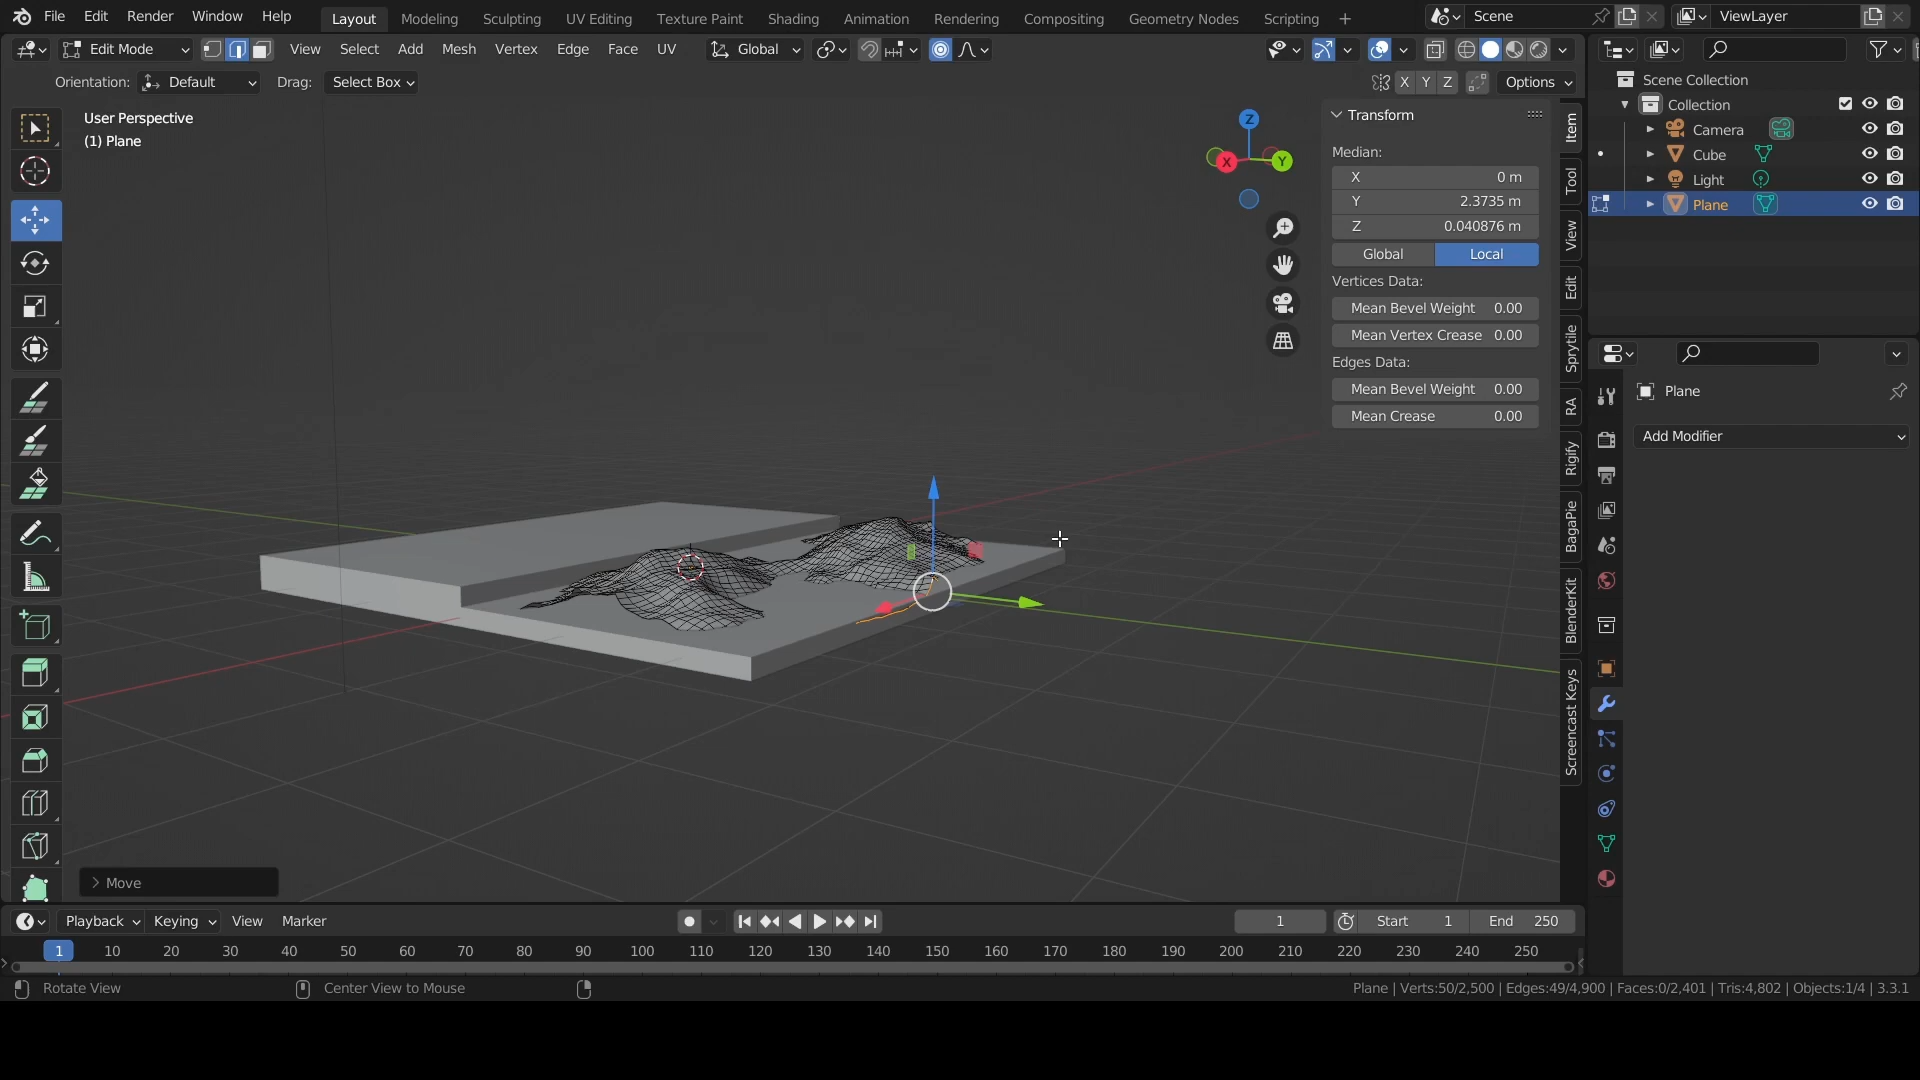 File Edit Render Window Help Layout Modeling Sculpting UV Editing Texture Paint Shading Animation Rendering Compositing Geometry Nodes Scripting + Scene ViewLayer
Edit Mode View Select Add Mesh Vertex Edge Face UV Global
Orientation: Default Drag: Select Box X Y Z Options
User Perspective
(1) Plane
Z
X
Y
Transform
Median:
X 0 m
Y 2.3735 m
Z 0.040876 m
Global Local
Vertices Data:
Mean Bevel Weight 0.00
Mean Vertex Crease 0.00
Edges Data:
Mean Bevel Weight 0.00
Mean Crease 0.00
Item
Tool
View
Edit
Sprytile
RA
Rigify
BagaPie
BlenderKit
Screencast Keys
Scene Collection
Collection
Camera
Cube
Light
Plane
Plane
Add Modifier
Move
Playback Keying View Marker 1 Start 1 End 250
1 10 20 30 40 50 60 70 80 90 100 110 120 130 140 150 160 170 180 190 200 210 220 230 240 250
Rotate View Center View to Mouse Plane | Verts:50/2,500 | Edges:49/4,900 | Faces:0/2,401 | Tris:4,802 | Objects:1/4 | 3.3.1